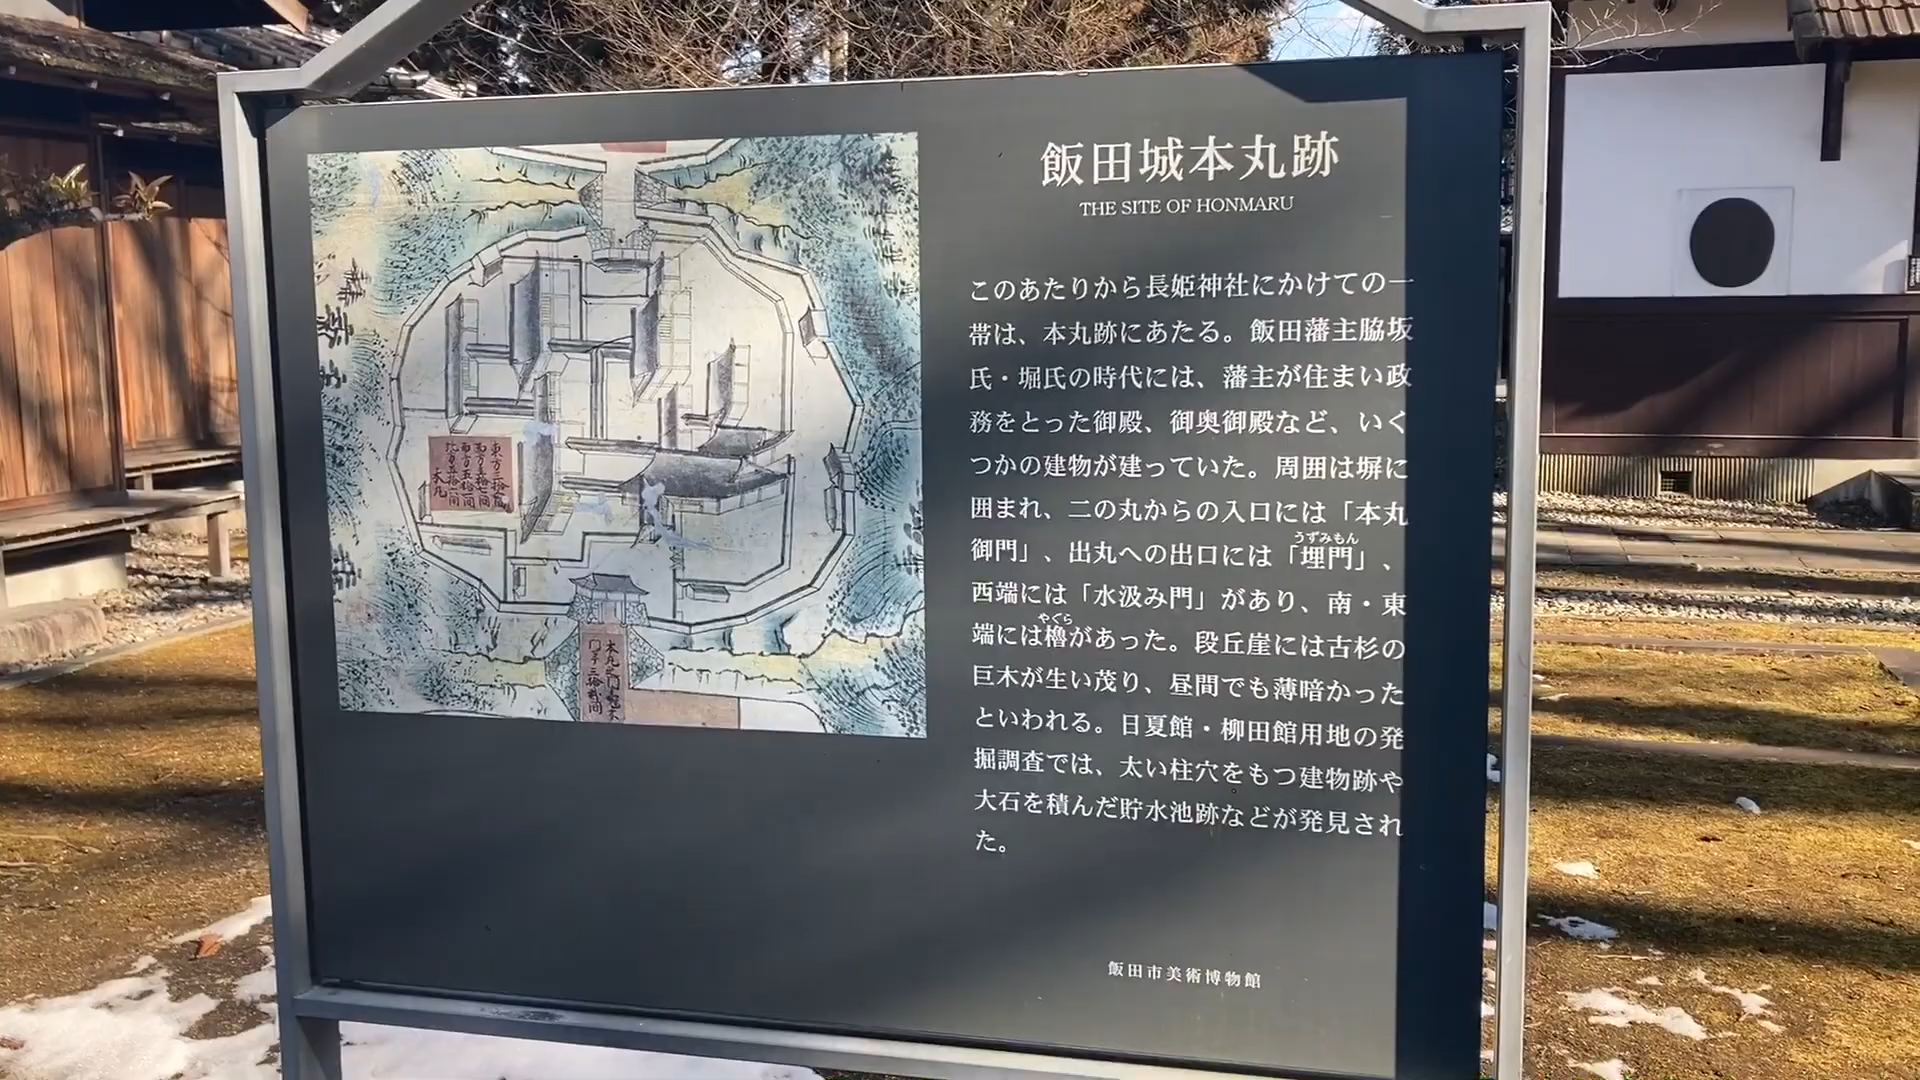 飯田城本丸跡
THE SITE OF HONMARU
このあたりから長姫神社にかけての一
帯は、本丸跡にあたる。飯田藩主脇坂
氏・堀氏の時代には、藩主が住まい政
務をとった御殿、御奥御殿など、いく
つかの建物が建っていた。周囲は塀に
囲まれ、二の丸からの入口には「本丸
うずみもん
御門」、出丸への出口には「埋門」、
西端には「水汲み門」があり、南・東
やぐら
端には櫓があった。段丘崖には古杉の
巨木が生い茂り、昼間でも薄暗かった
といわれる。日夏館・柳田館用地の発
掘調査では、太い柱穴をもつ建物跡や
大石を積んだ貯水池跡などが発見され
た。
飯田市美術博物館
本丸